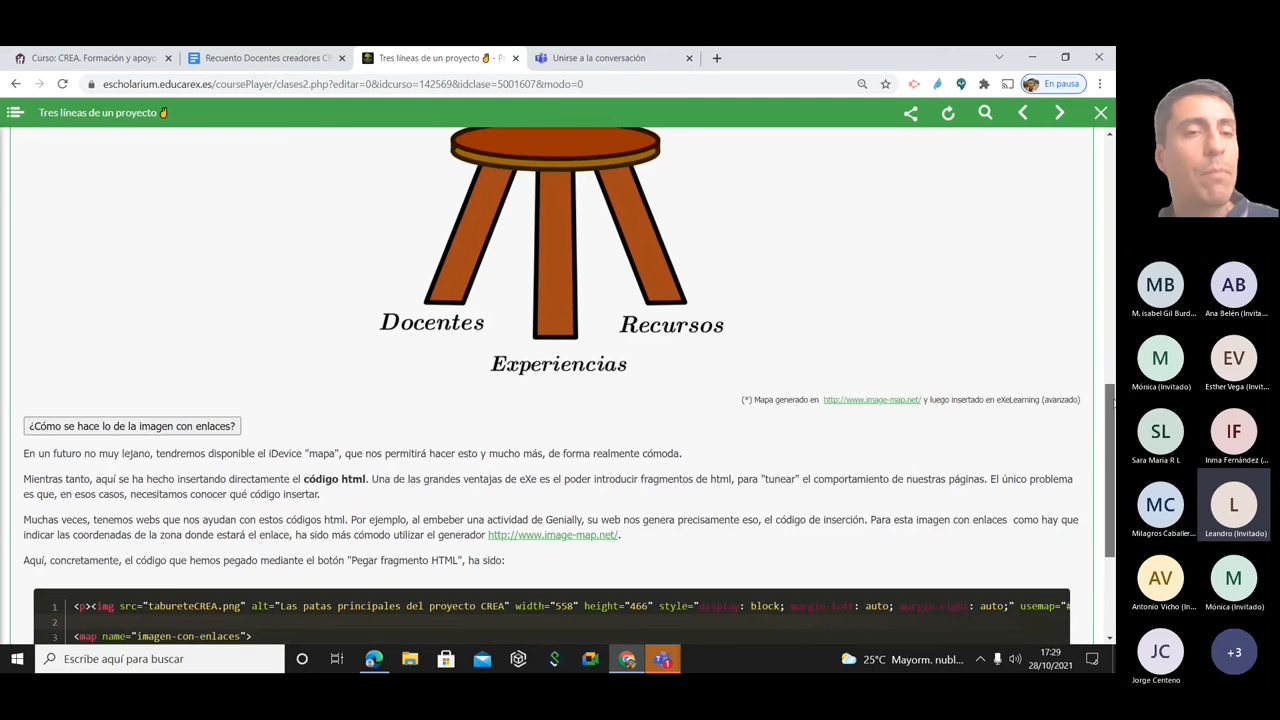 Curso: CREA. Formación y apoyo
Recuento Docentes creadores CR
Tres líneas de un proyecto✌ - P
Unirse a la conversación
escholarium.educarex.es/coursePlayer/clases2.php?editar=0&idcurso=142569&idclase=5001607&modo=0
En pausa
Tres líneas de un proyecto✌
Docentes
Recursos
Experiencias
(*) Mapa generado en http://www.image-map.net/ y luego insertado en eXeLearning (avanzado)
¿Cómo se hace lo de la imagen con enlaces?
En un futuro no muy lejano, tendremos disponible el iDevice "mapa", que nos permitirá hacer esto y mucho más, de forma realmente cómoda.
Mientras tanto, aquí se ha hecho insertando directamente el código html. Una de las grandes ventajas de eXe es el poder introducir fragmentos de html, para "tunear" el comportamiento de nuestras páginas. El único problema
es que, en esos casos, necesitamos conocer qué código insertar.
Muchas veces, tenemos webs que nos ayudan con estos códigos html. Por ejemplo, al embeber una actividad de Genially, su web nos genera precisamente eso, el código de inserción. Para esta imagen con enlaces como hay que
indicar las coordenadas de la zona donde estará el enlace, ha sido más cómodo utilizar el generador http://www.image-map.net/.
Aquí, concretamente, el código que hemos pegado mediante el botón "Pegar fragmento HTML", ha sido:
1 <p><img src="tabureteCREA.png" alt="Las patas principales del proyecto CREA" width="558" height="466" style="display: block; margin-left: auto; margin-right: auto;" usemap="#
2
3 <map name="imagen-con-enlaces">
Escribe aquí para buscar
25°C Mayorm. nubl...
17:29
28/10/2021
MB
M. isabel Gil Burd...
AB
Ana Belén (Invita...
M
Mónica (Invitado)
EV
Esther Vega (Invit...
SL
Sara Maria R L
IF
Inma Fernández (...
MC
Milagros Caballer...
L
Leandro (Invitado)
AV
Antonio Vicho (In...
M
Mónica (Invitado)
JC
Jorge Centeno
+3